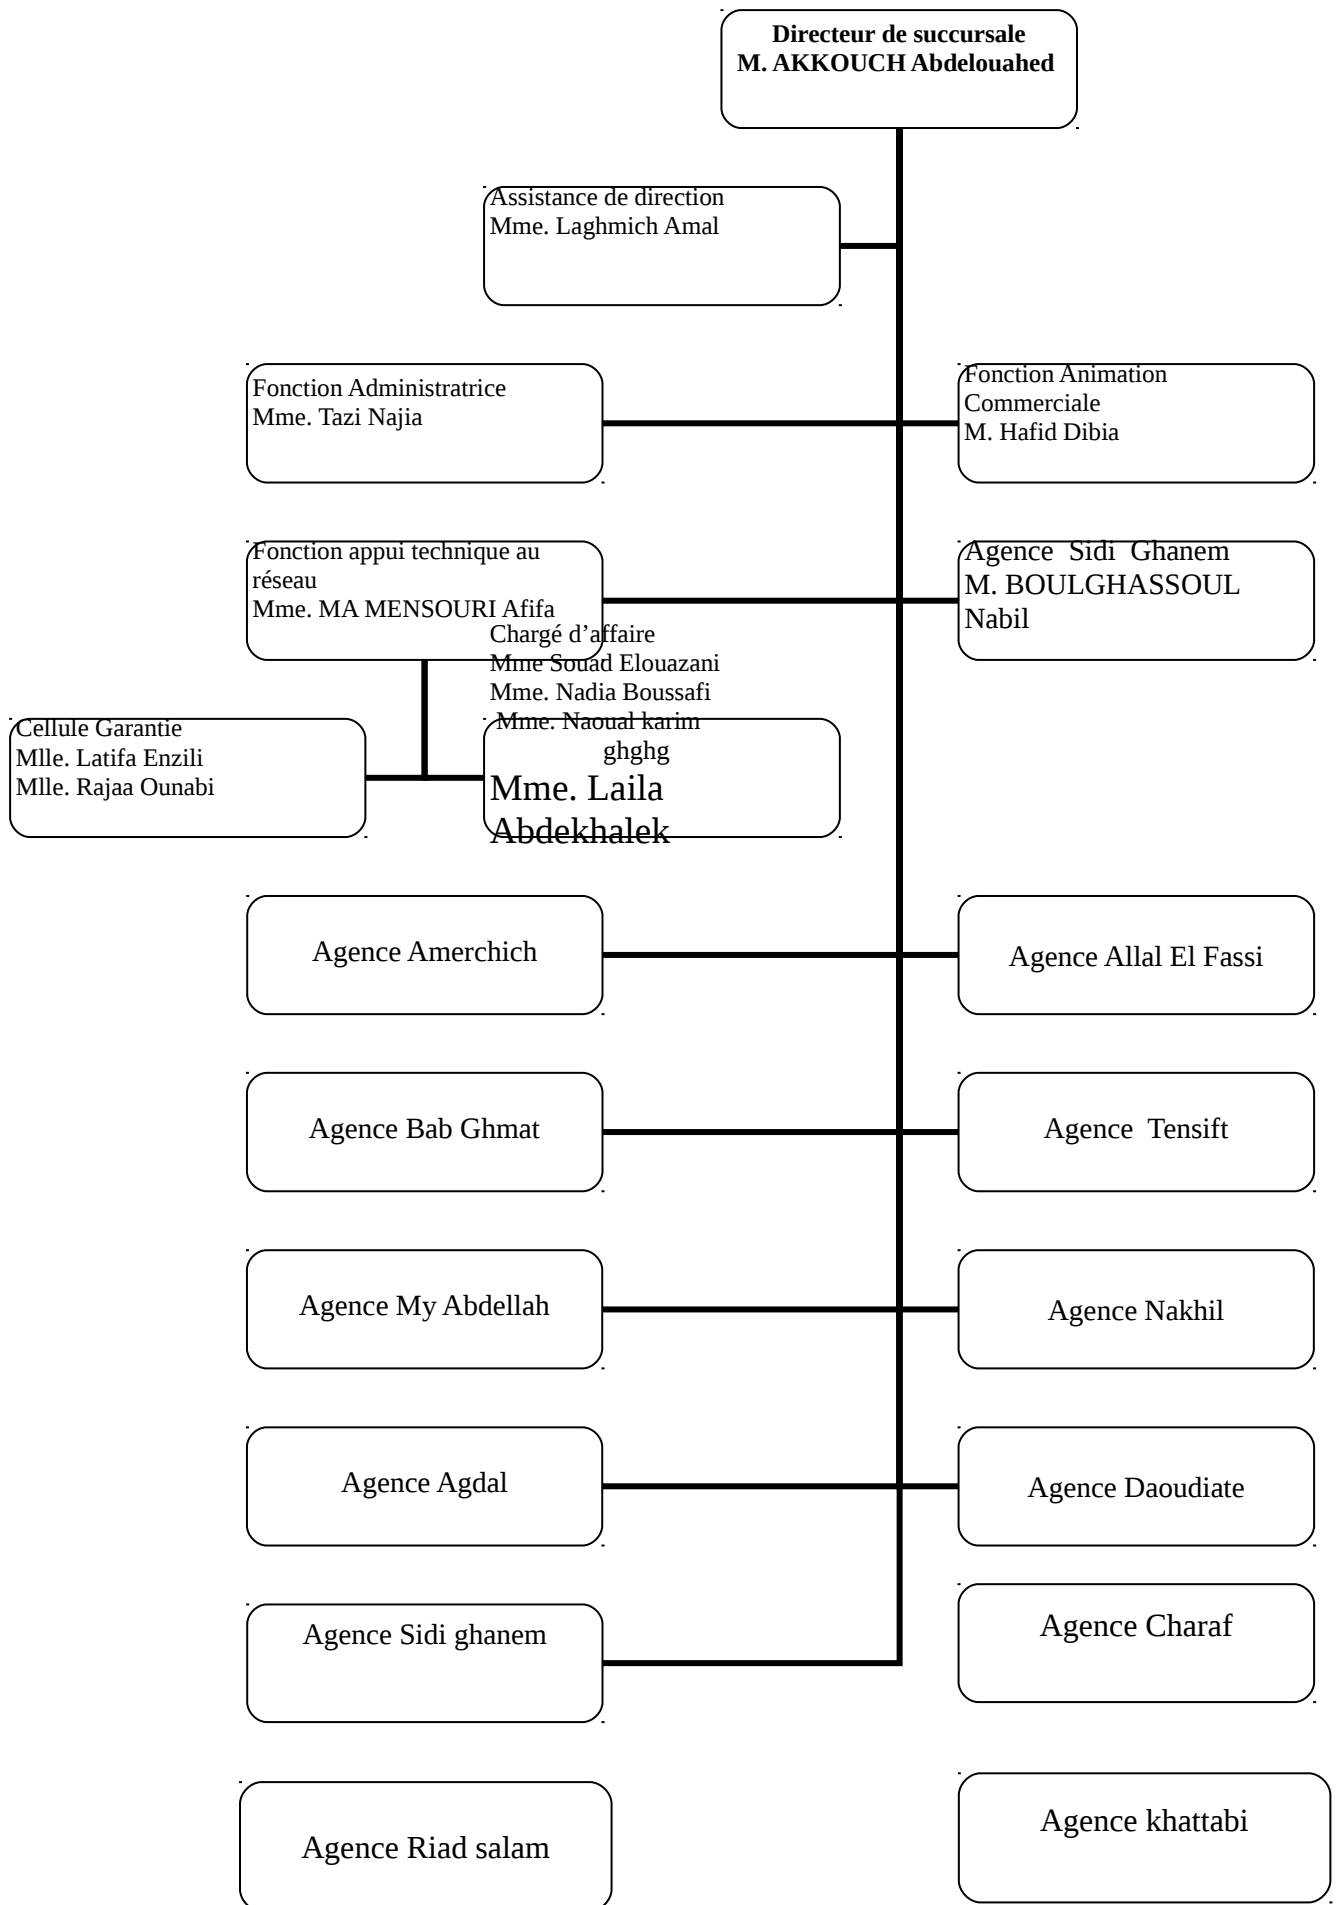 Directeur de succursale
M. AKKOUCH Abdelouahed
Assistance de direction
Mme. Laghmich Amal
Fonction Administratrice
Mme. Tazi Najia
Fonction Animation
Commerciale
M. Hafid Dibia
Fonction appui technique au
réseau
Mme. MA MENSOURI Afifa
Agence Sidi Ghanem
M. BOULGHASSOUL
Nabil
Cellule Garantie
Mlle. Latifa Enzili
Mlle. Rajaa Ounabi
Chargé d’affaire
Mme Souad Elouazani
Mme. Nadia Boussafi
Mme. Naoual karim
ghghg
Mme. Laila
Abdekhalek
Agence Amerchich
Agence Allal El Fassi
Agence Bab Ghmat
Agence Tensift
Agence My Abdellah
Agence Nakhil
Agence Agdal
Agence Daoudiate
Agence Sidi ghanem
Agence Charaf
Agence Riad salam
Agence khattabi